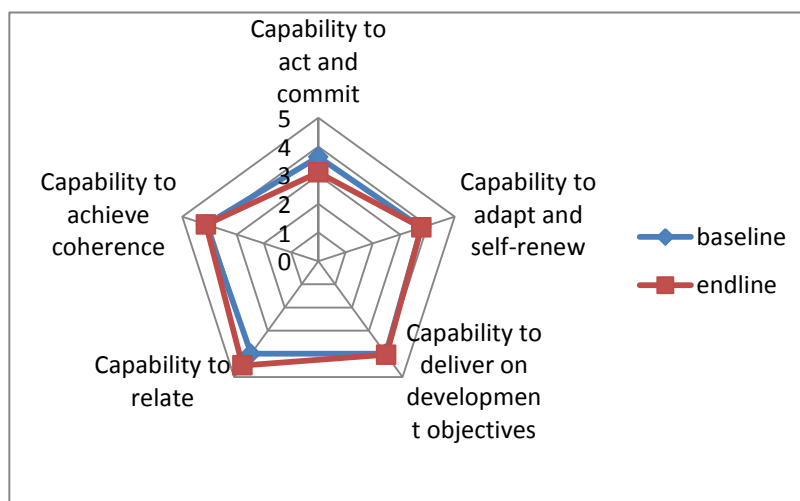 Capability to
act and
commit
5
4
3
2
1
0
Capability to
adapt and
self-renew
Capability to
deliver on
developmen
t objectives
Capability to
relate
Capability to
achieve
coherence
baseline
endline